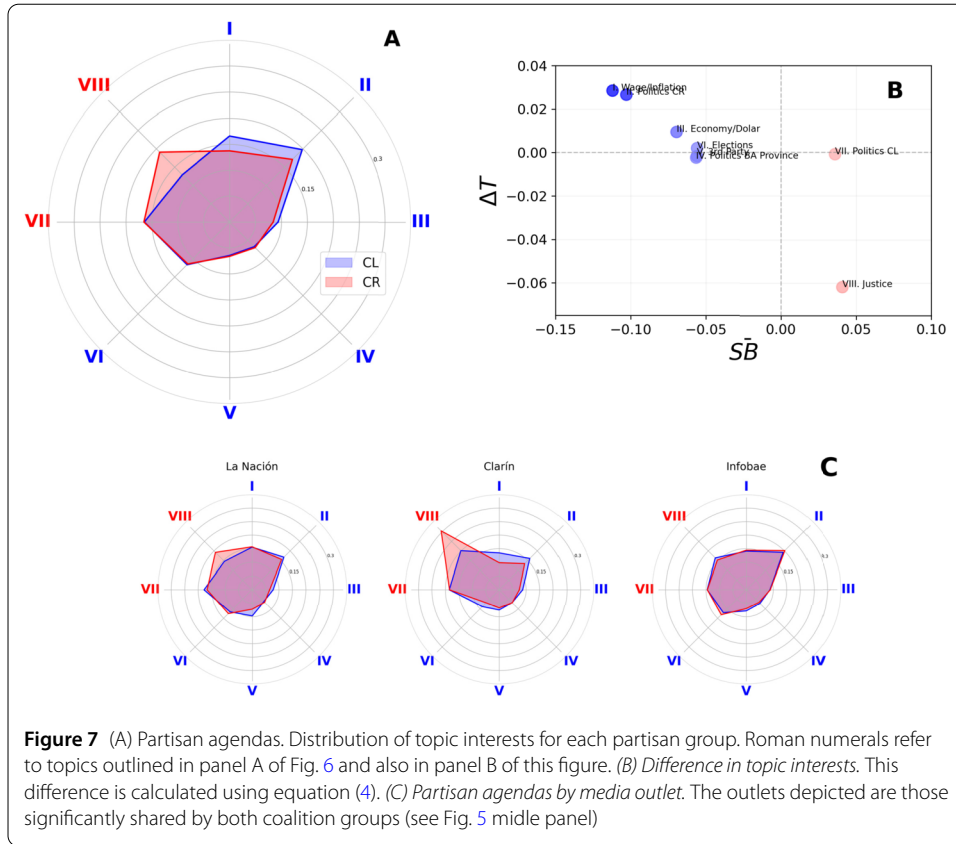 A
I
II
III
IV
V
VI
VII
VIII
0.3
0.15
CL
CR
B
0.04
0.02
0.00
−0.02
−0.04
−0.06
ΔT
I. Wage/Inflation
II. Politics CR
III. Economy/Dolar
VI. Elections
V. 3rd Party
IV. Politics BA Province
VII. Politics CL
VIII. Justice
−0.15
−0.10
−0.05
0.00
0.05
0.10
SB̄
C
La Nación
I
II
III
IV
V
VI
VII
VIII
0.3
0.15
Clarín
I
II
III
IV
V
VI
VII
VIII
0.3
0.15
Infobae
I
II
III
IV
V
VI
VII
VIII
0.3
0.15
Figure 7 (A) Partisan agendas. Distribution of topic interests for each partisan group. Roman numerals refer
to topics outlined in panel A of Fig. 6 and also in panel B of this figure. (B) Difference in topic interests. This
difference is calculated using equation (4). (C) Partisan agendas by media outlet. The outlets depicted are those
significantly shared by both coalition groups (see Fig. 5 midle panel)